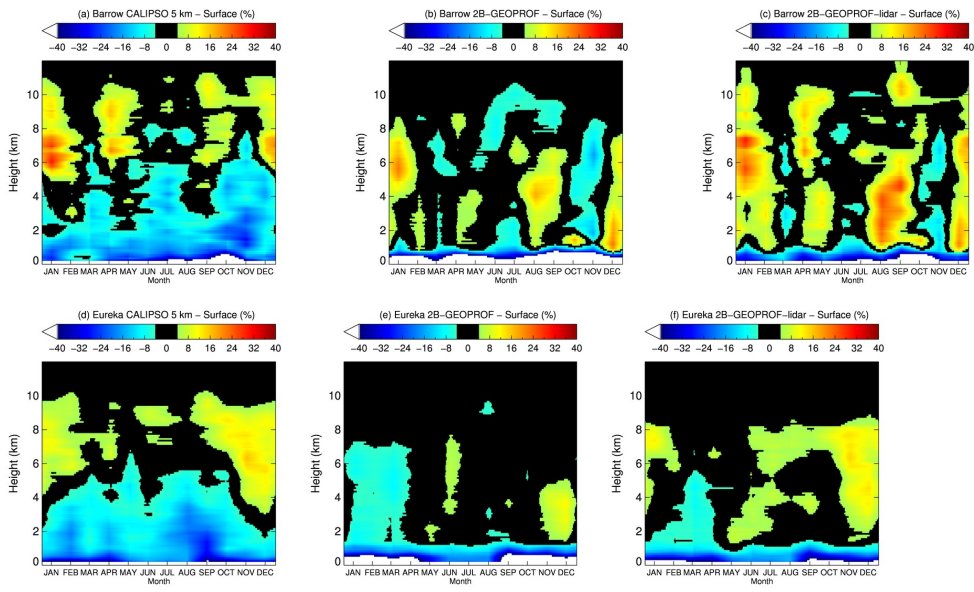 (a) Barrow CALIPSO 5 km – Surface (%)
−40 −32 −24 −16 −8 0 8 16 24 32 40
Height (km)
10
8
6
4
2
0
JAN FEB MAR APR MAY JUN JUL AUG SEP OCT NOV DEC
Month
(b) Barrow 2B−GEOPROF – Surface (%)
−40 −32 −24 −16 −8 0 8 16 24 32 40
Height (km)
10
8
6
4
2
0
JAN FEB MAR APR MAY JUN JUL AUG SEP OCT NOV DEC
Month
(c) Barrow 2B−GEOPROF−lidar – Surface (%)
−40 −32 −24 −16 −8 0 8 16 24 32 40
Height (km)
10
8
6
4
2
0
JAN FEB MAR APR MAY JUN JUL AUG SEP OCT NOV DEC
Month
(d) Eureka CALIPSO 5 km – Surface (%)
−40 −32 −24 −16 −8 0 8 16 24 32 40
Height (km)
10
8
6
4
2
0
JAN FEB MAR APR MAY JUN JUL AUG SEP OCT NOV DEC
Month
(e) Eureka 2B−GEOPROF – Surface (%)
−40 −32 −24 −16 −8 0 8 16 24 32 40
Height (km)
10
8
6
4
2
0
JAN FEB MAR APR MAY JUN JUL AUG SEP OCT NOV DEC
Month
(f) Eureka 2B−GEOPROF−lidar – Surface (%)
−40 −32 −24 −16 −8 0 8 16 24 32 40
Height (km)
10
8
6
4
2
0
JAN FEB MAR APR MAY JUN JUL AUG SEP OCT NOV DEC
Month